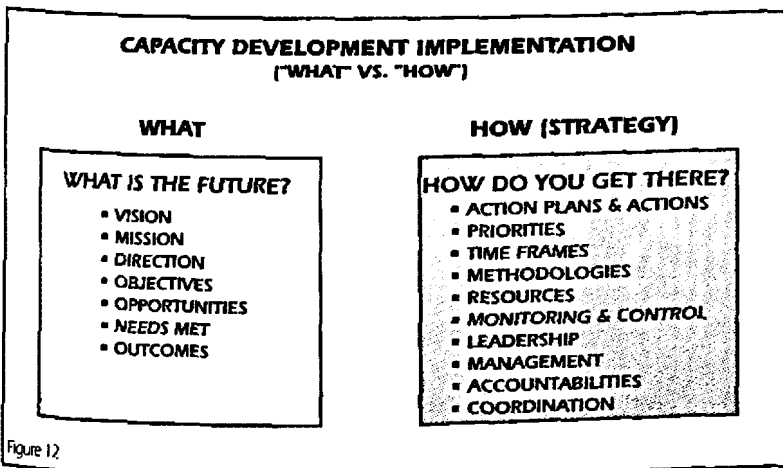 CAPACITY DEVELOPMENT IMPLEMENTATION
("WHAT" VS. "HOW")
WHAT
WHAT IS THE FUTURE?
▪ VISION
▪ MISSION
▪ DIRECTION
▪ OBJECTIVES
▪ OPPORTUNITIES
▪ NEEDS MET
▪ OUTCOMES
HOW (STRATEGY)
HOW DO YOU GET THERE?
▪ ACTION PLANS & ACTIONS
▪ PRIORITIES
▪ TIME FRAMES
▪ METHODOLOGIES
▪ RESOURCES
▪ MONITORING & CONTROL
▪ LEADERSHIP
▪ MANAGEMENT
▪ ACCOUNTABILITIES
▪ COORDINATION
Figure 12